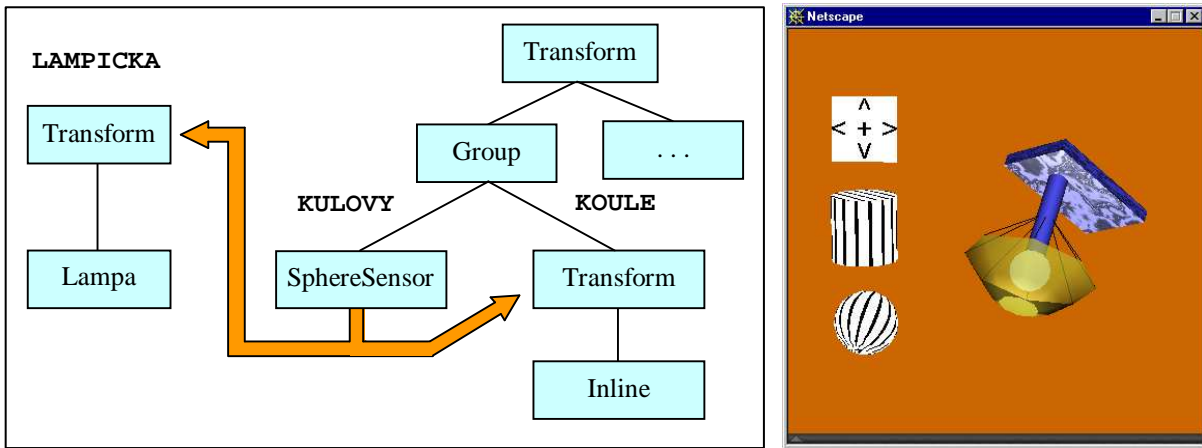 LAMPICKA
Transform
Transform
Group
. . .
KULOVY
KOULE
Lampa
SphereSensor
Transform
Inline
Netscape
^
< + >
V